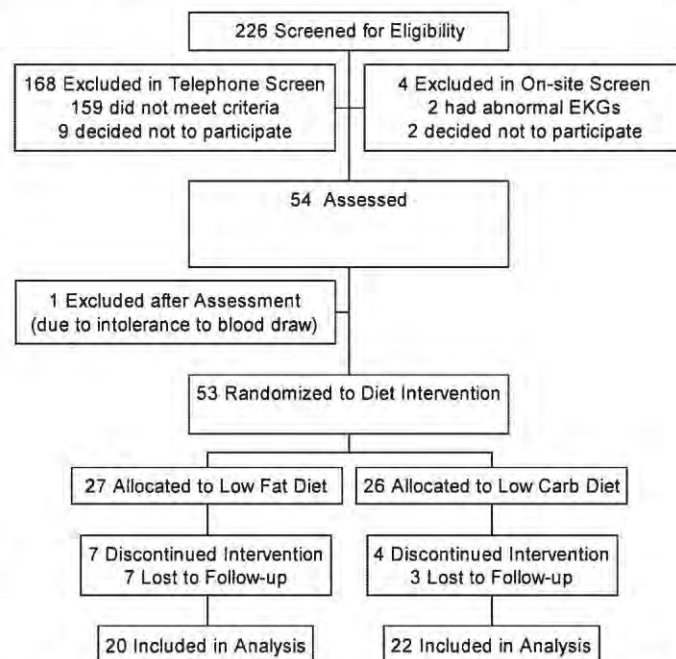 226 Screened for Eligibility
168 Excluded in Telephone Screen
159 did not meet criteria
9 decided not to participate
4 Excluded in On-site Screen
2 had abnormal EKGs
2 decided not to participate
54 Assessed
1 Excluded after Assessment
(due to intolerance to blood draw)
53 Randomized to Diet Intervention
27 Allocated to Low Fat Diet
26 Allocated to Low Carb Diet
7 Discontinued Intervention
7 Lost to Follow-up
4 Discontinued Intervention
3 Lost to Follow-up
20 Included in Analysis
22 Included in Analysis